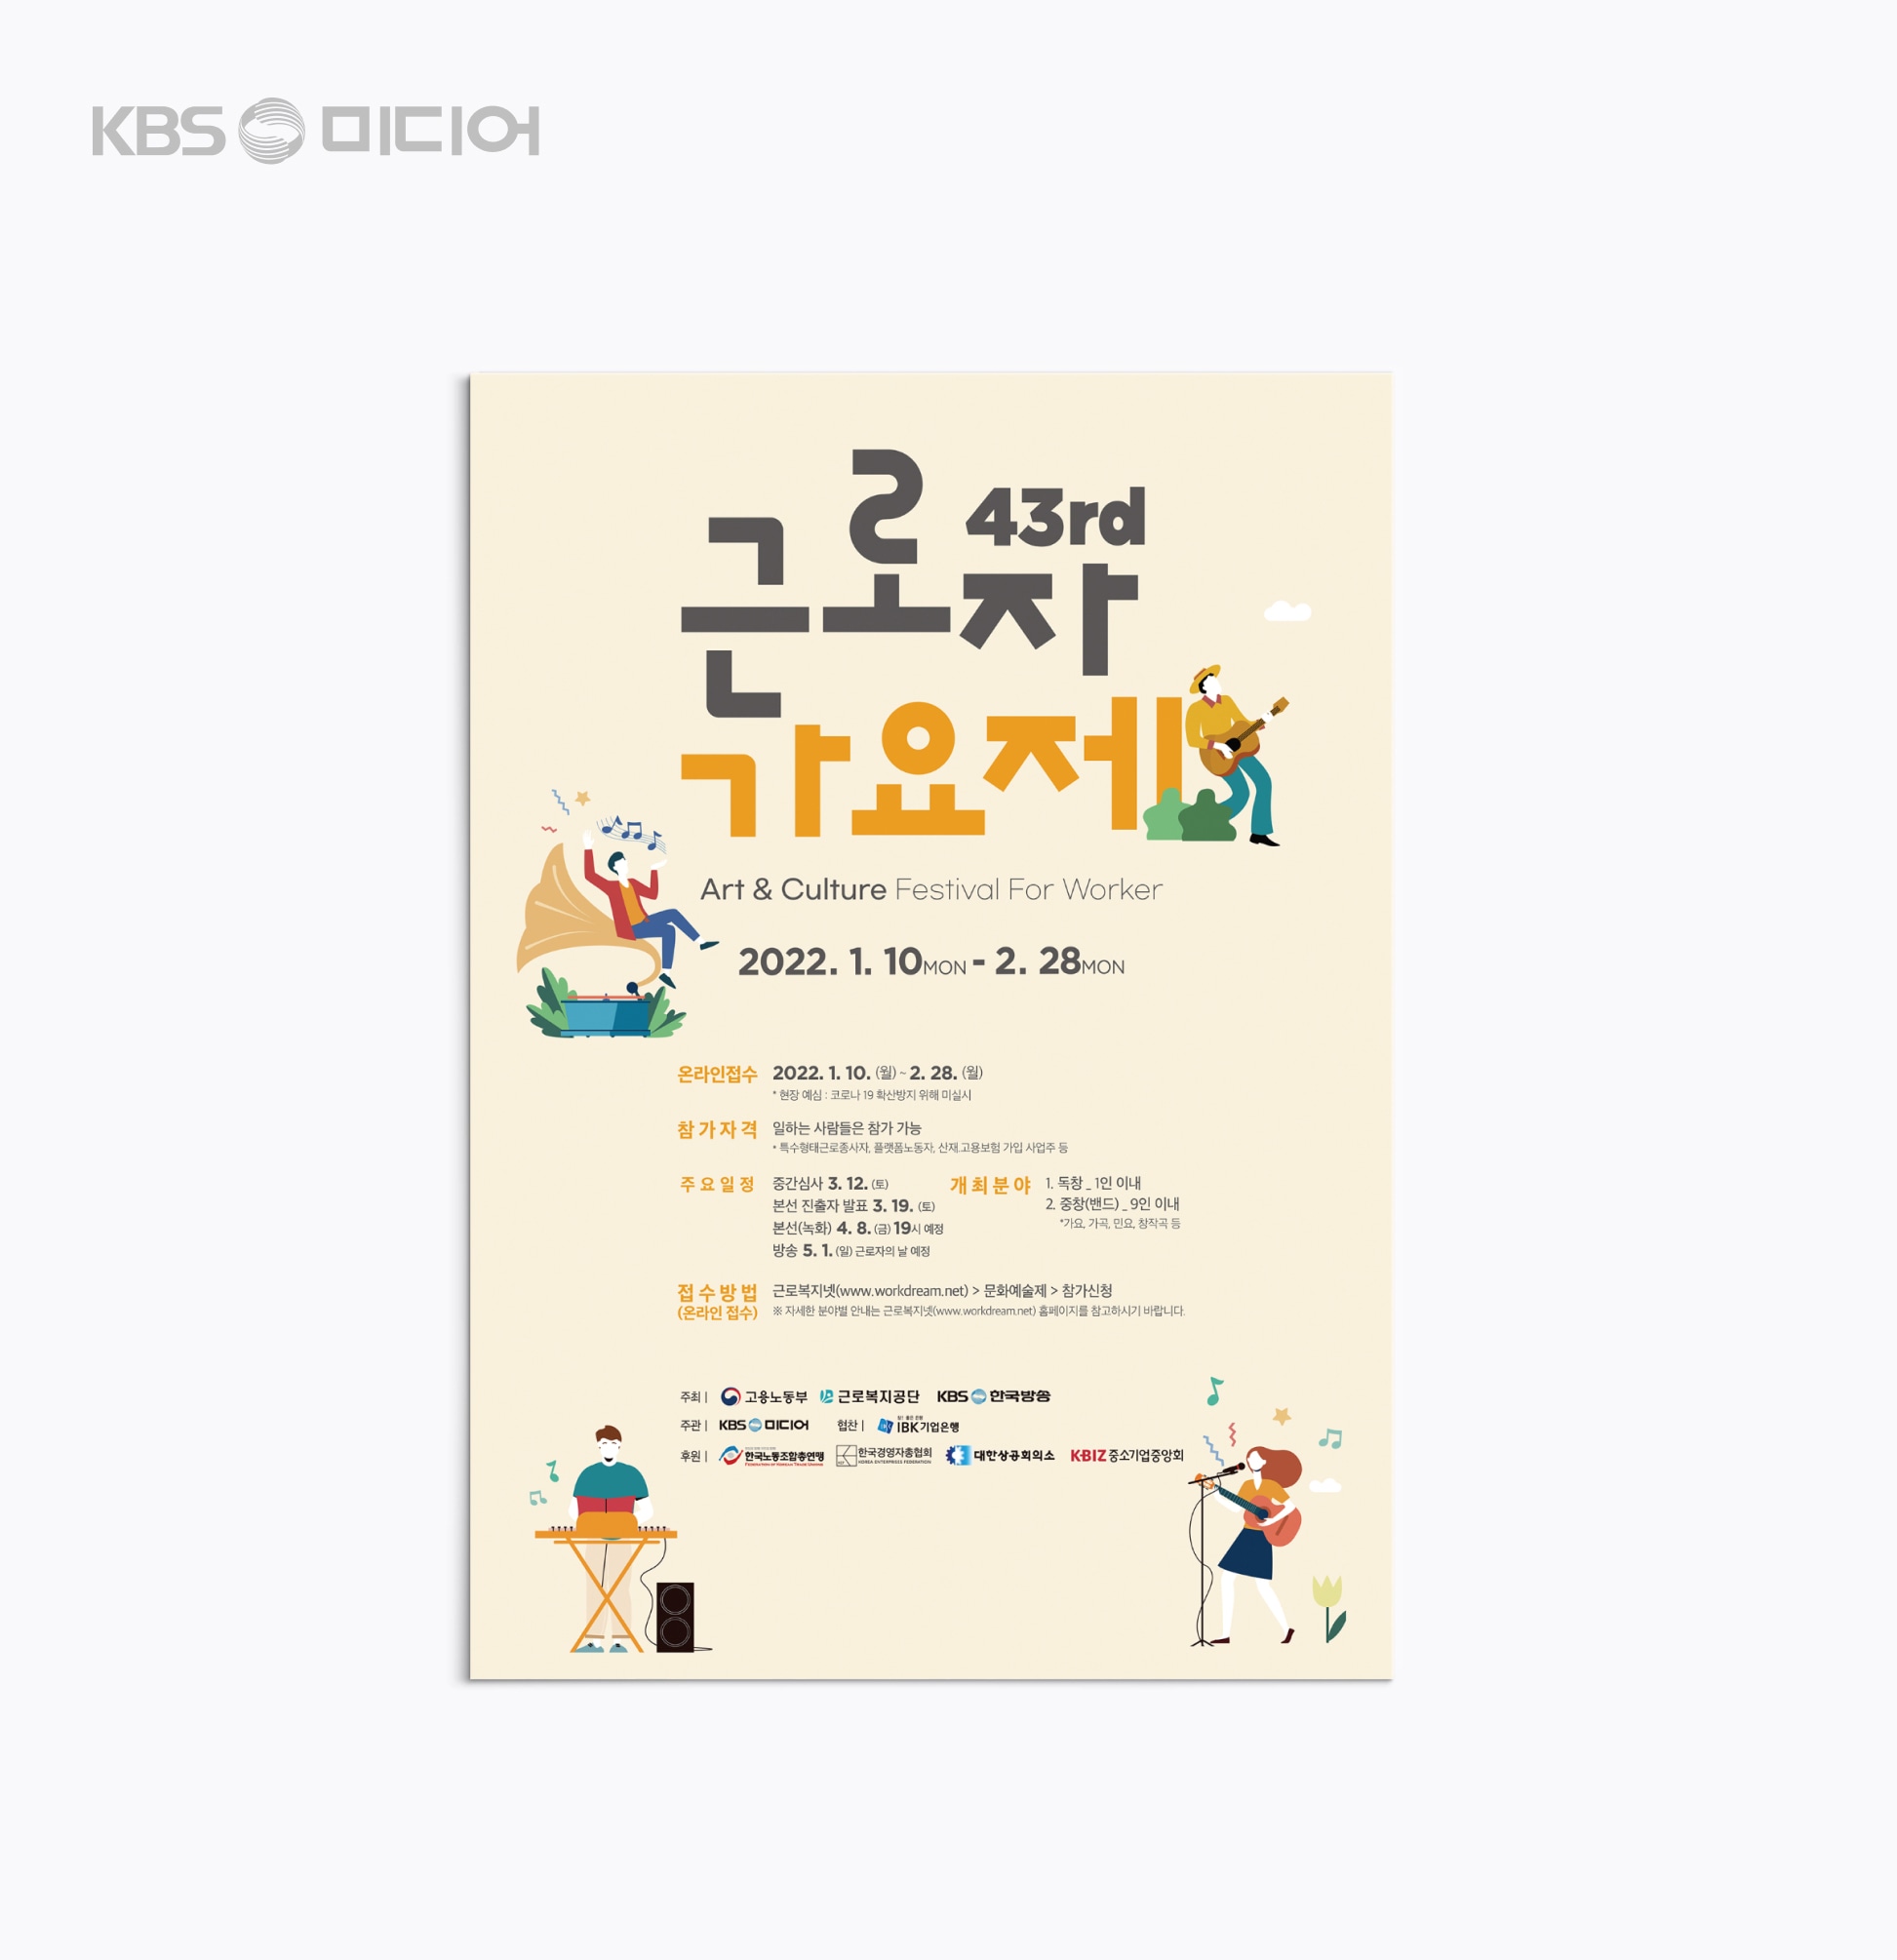 KBS 미디어
43rd
근로자
가요제
Art & Culture Festival For Worker
2022. 1. 10MON - 2. 28MON
온라인접수 2022. 1. 10. (월) ~ 2. 28. (월)
* 현장 예심 : 코로나 19 확산방지 위해 미실시
참가자격 일하는 사람들은 참가 가능
* 특수형태근로종사자, 플랫폼노동자, 산재.고용보험 가입 사업주 등
주요일정 중간심사 3. 12. (토)
본선 진출자 발표 3. 19. (토)
본선(녹화) 4. 8. (금) 19시 예정
방송 5. 1. (일) 근로자의 날 예정
개최분야 1. 독창 _ 1인 이내
2. 중창(밴드) _ 9인 이내
*가요, 가곡, 민요, 창작곡 등
접수방법 근로복지넷(www.workdream.net) > 문화예술제 > 참가신청
(온라인 접수) ※ 자세한 분야별 안내는 근로복지넷(www.workdream.net) 홈페이지를 참고하시기 바랍니다.
주최 | 고용노동부 근로복지공단 KBS 한국방송
주관 | KBS 미디어 협찬 | IBK기업은행
후원 | 한국노동조합총연맹 한국경영자총협회 대한상공회의소 K-BIZ 중소기업중앙회
FEDERATION OF KOREAN TRADE UNIONS KOREA ENTERPRISES FEDERATION